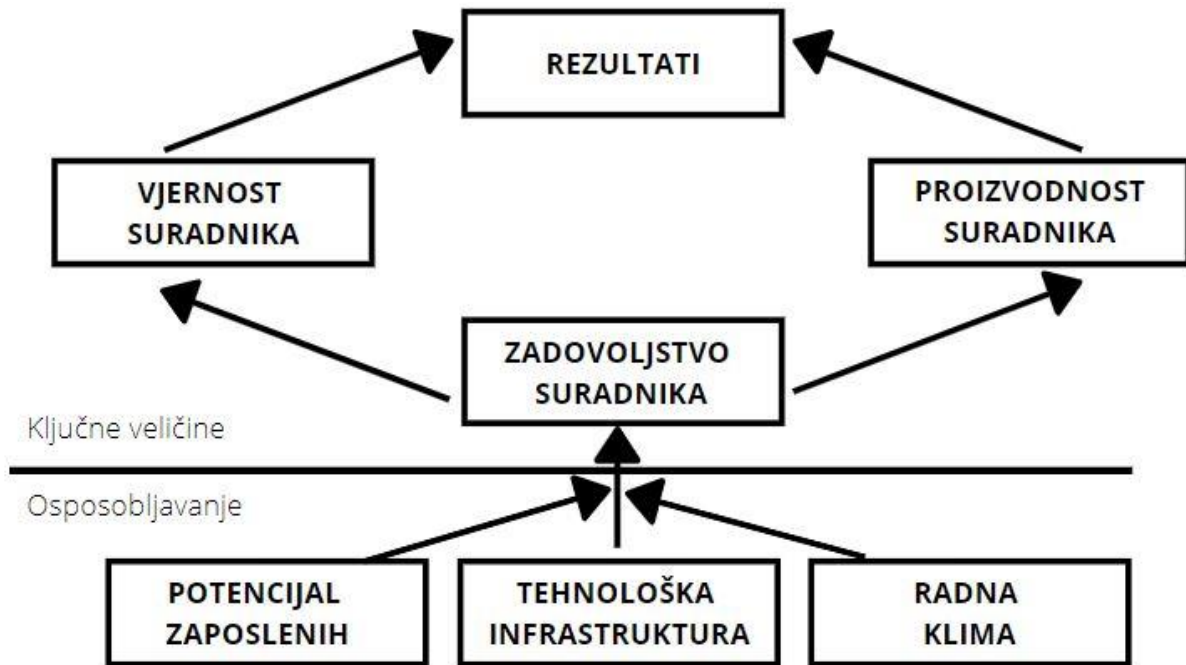 REZULTATI
VJERNOST
SURADNIKA
PROIZVODNOST
SURADNIKA
ZADOVOLJSTVO
SURADNIKA
Ključne veličine
Osposobljavanje
POTENCIJAL
ZAPOSLENIH
TEHNOLOŠKA
INFRASTRUKTURA
RADNA
KLIMA